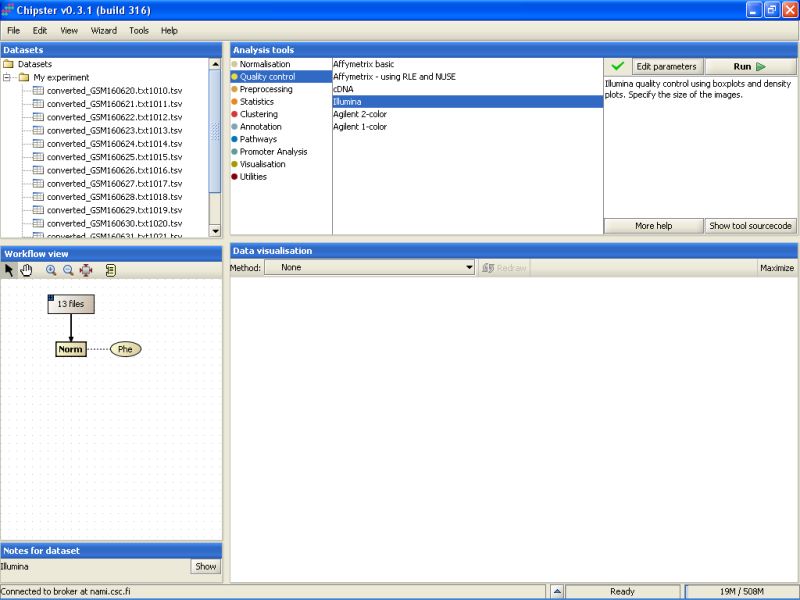 Chipster v0.3.1 (build 316)
File Edit View Wizard Tools Help
Datasets
Datasets
My experiment
converted_GSM160620.txt1010.tsv
converted_GSM160621.txt1011.tsv
converted_GSM160622.txt1012.tsv
converted_GSM160623.txt1013.tsv
converted_GSM160624.txt1014.tsv
converted_GSM160625.txt1015.tsv
converted_GSM160626.txt1016.tsv
converted_GSM160627.txt1017.tsv
converted_GSM160628.txt1018.tsv
converted_GSM160629.txt1019.tsv
converted_GSM160630.txt1020.tsv
converted_GSM160631.txt1021.tsv
Analysis tools
Normalisation
Quality control
Preprocessing
Statistics
Clustering
Annotation
Pathways
Promoter Analysis
Visualisation
Utilities
Affymetrix basic
Affymetrix - using RLE and NUSE
cDNA
Illumina
Agilent 2-color
Agilent 1-color
Edit parameters
Run
Illumina quality control using boxplots and density
plots. Specify the size of the images.
More help
Show tool sourcecode
Workflow view
13 files
Norm
Phe
Data visualisation
Method: None
Redraw
Maximize
Notes for dataset
Illumina
Show
Connected to broker at nami.csc.fi
Ready
19M / 508M